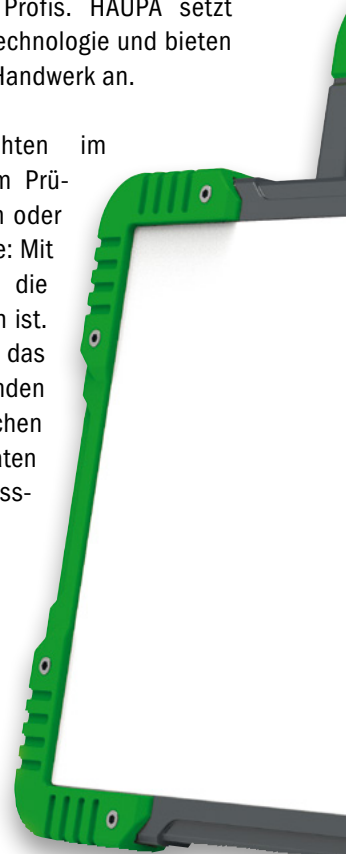 Profis. HAUPA setzt
echnologie und bieten
Handwerk an.
hten im
m Prü-
n oder
e: Mit
die
n ist.
das
nden
chen
aten
ss-